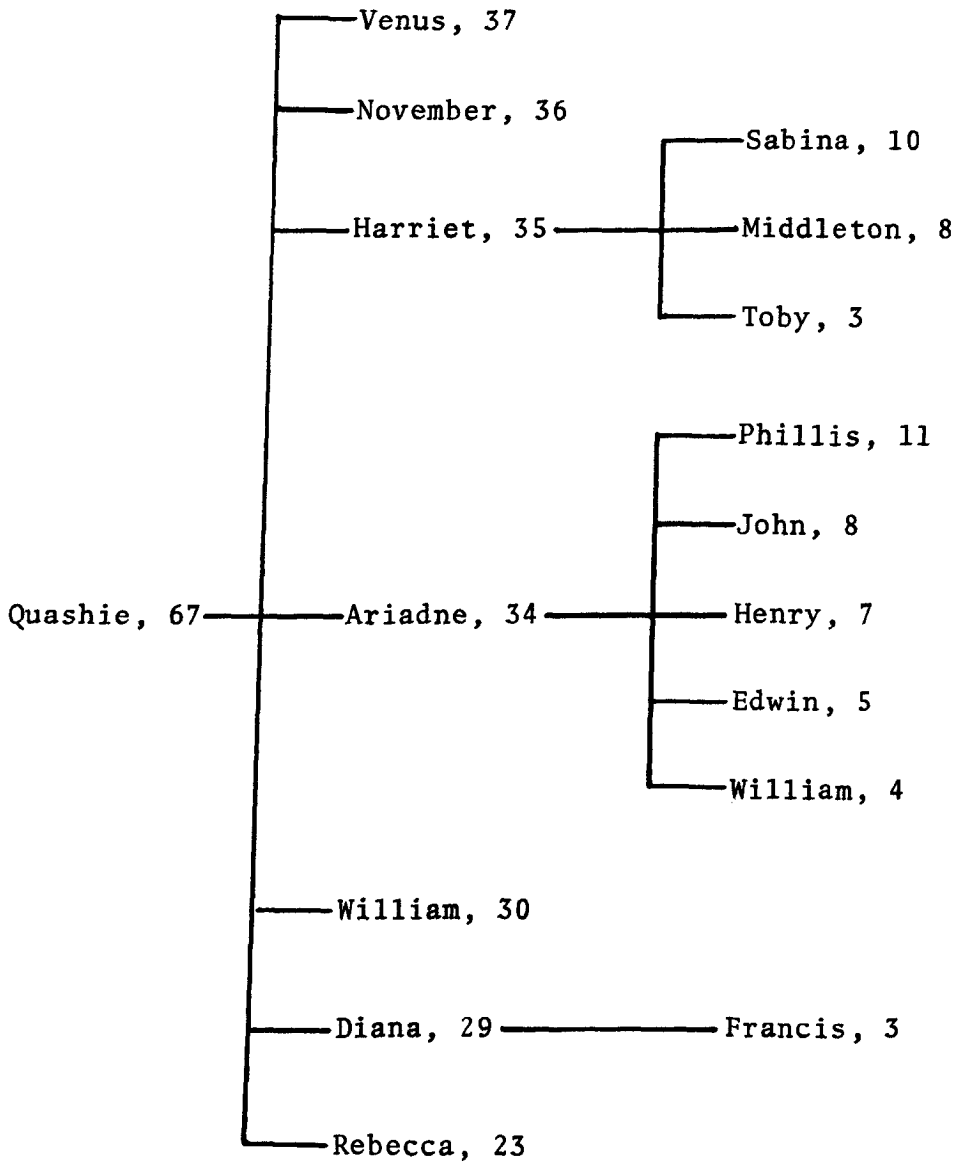 Venus, 37
November, 36
Sabina, 10
Harriet, 35
Middleton, 8
Toby, 3
Phillis, 11
John, 8
Quashie, 67
Ariadne, 34
Henry, 7
Edwin, 5
William, 4
William, 30
Diana, 29
Francis, 3
Rebecca, 23